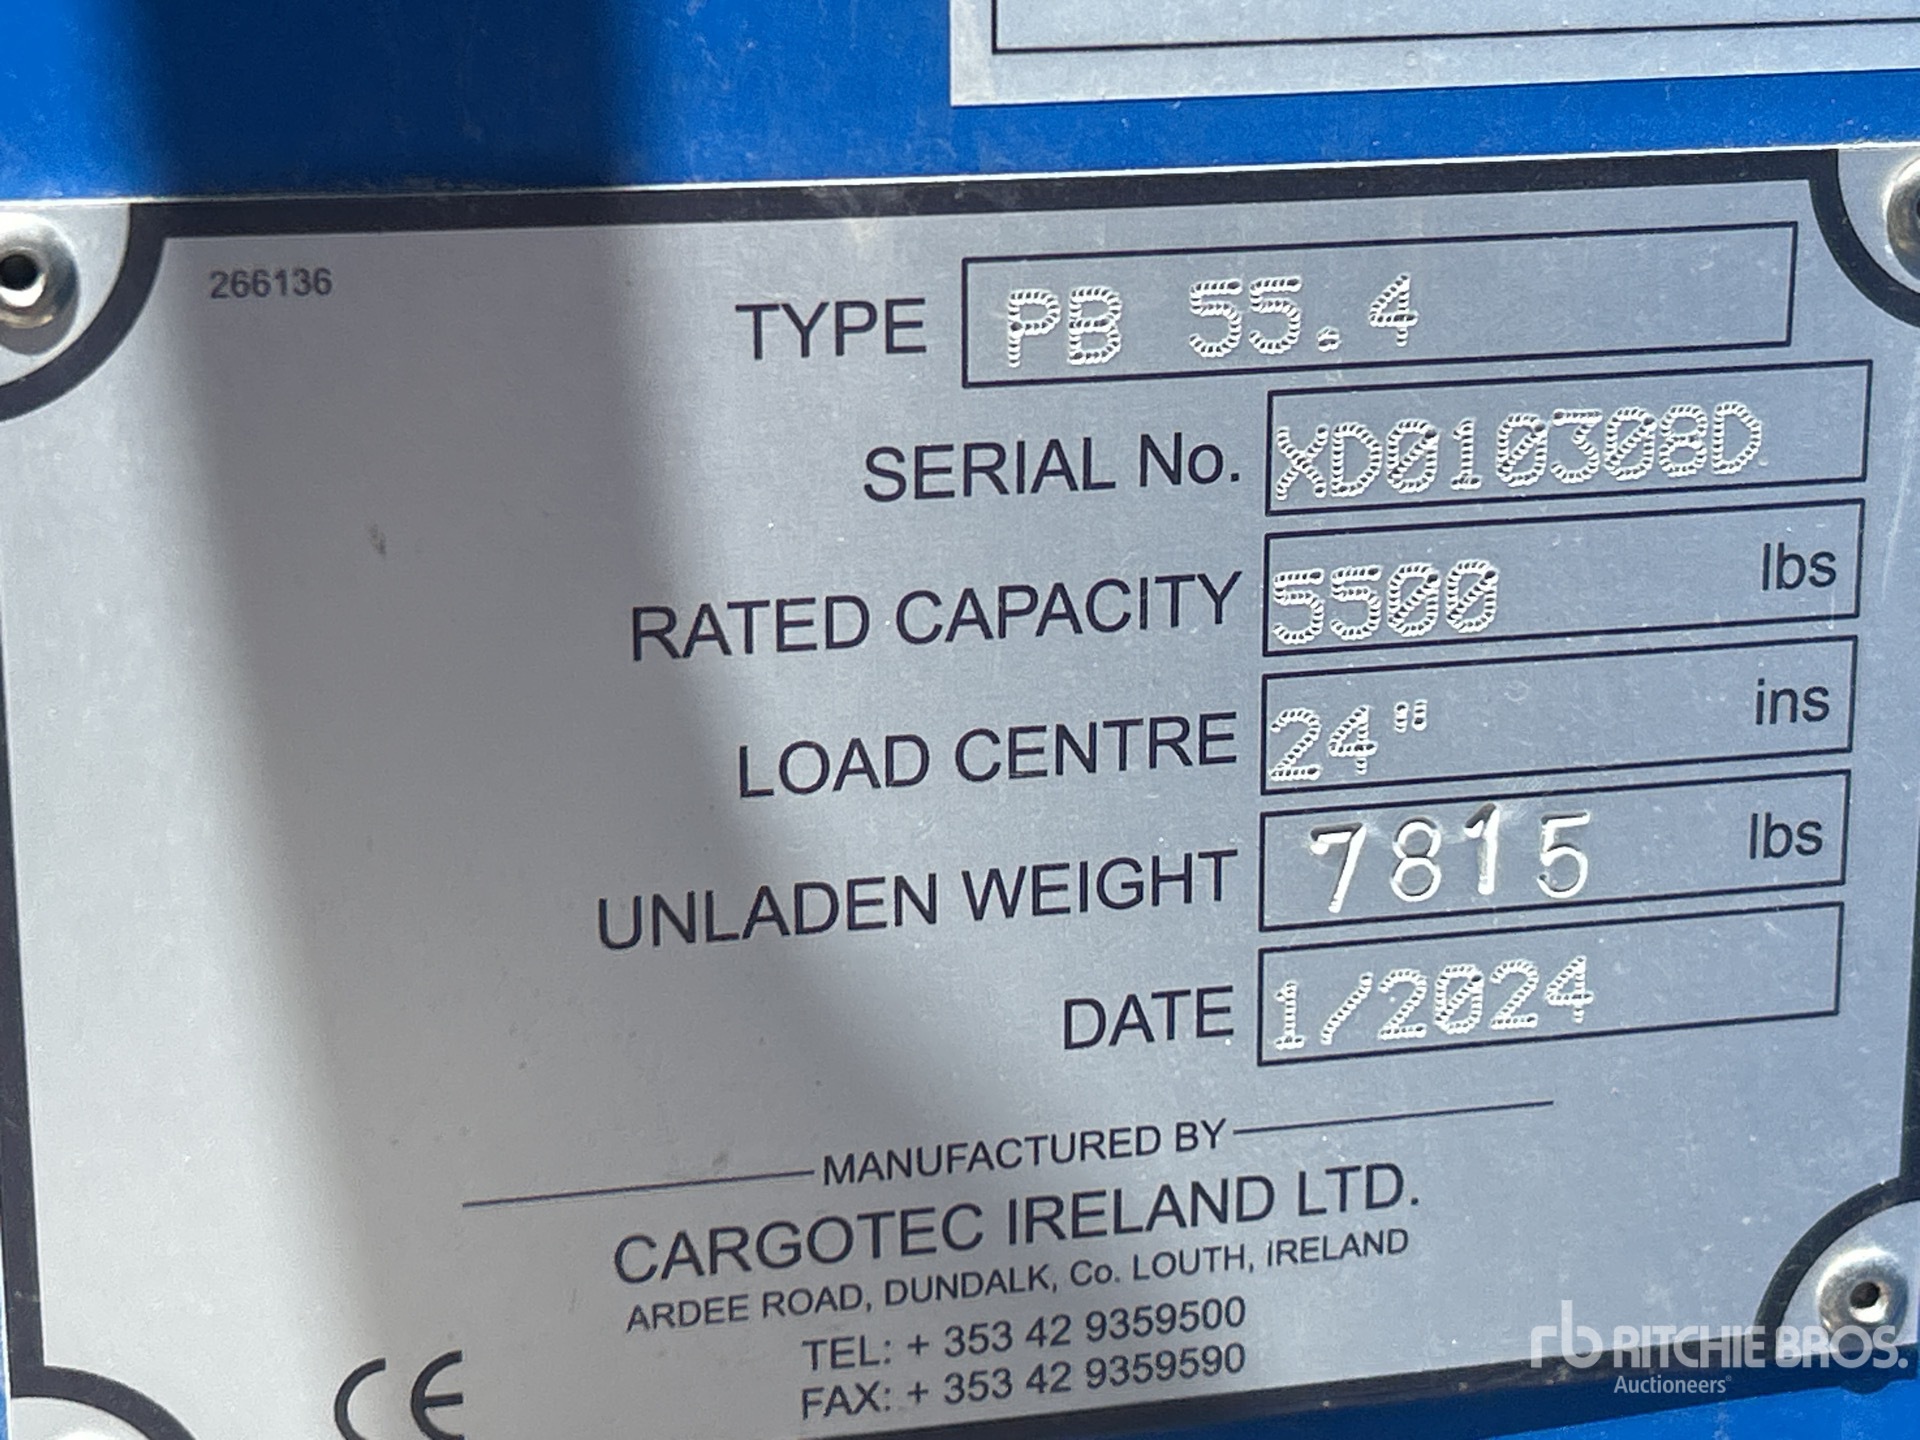 266136
TYPE PB 55.4
SERIAL No. XD010308D
RATED CAPACITY 5500 lbs
LOAD CENTRE 24" ins
UNLADEN WEIGHT 7815 lbs
DATE 1/2024
MANUFACTURED BY
CARGOTEC IRELAND LTD.
ARDEE ROAD, DUNDALK, Co. LOUTH, IRELAND
TEL: + 353 42 9359500
FAX: + 353 42 9359590
CE
rb RITCHIE BROS.
Auctioneers